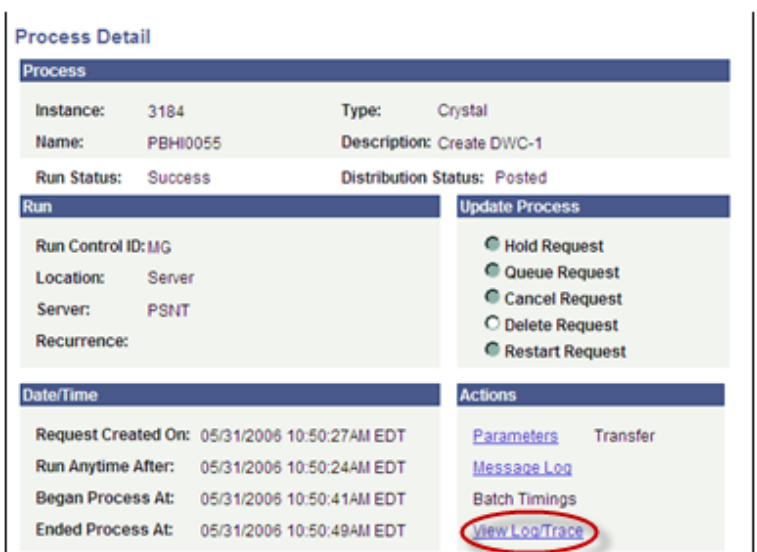 Process Detail
Process
Instance: 3184 Type: Crystal
Name: PBHI0055 Description: Create DWC-1
Run Status: Success Distribution Status: Posted
Run
Run Control ID: MG
Location: Server
Server: PSNT
Recurrence:
Update Process
Hold Request
Queue Request
Cancel Request
Delete Request
Restart Request
Date/Time
Request Created On: 05/31/2006 10:50:27AM EDT
Run Anytime After: 05/31/2006 10:50:24AM EDT
Began Process At: 05/31/2006 10:50:41AM EDT
Ended Process At: 05/31/2006 10:50:49AM EDT
Actions
Parameters Transfer
Message Log
Batch Timings
View Log/Trace